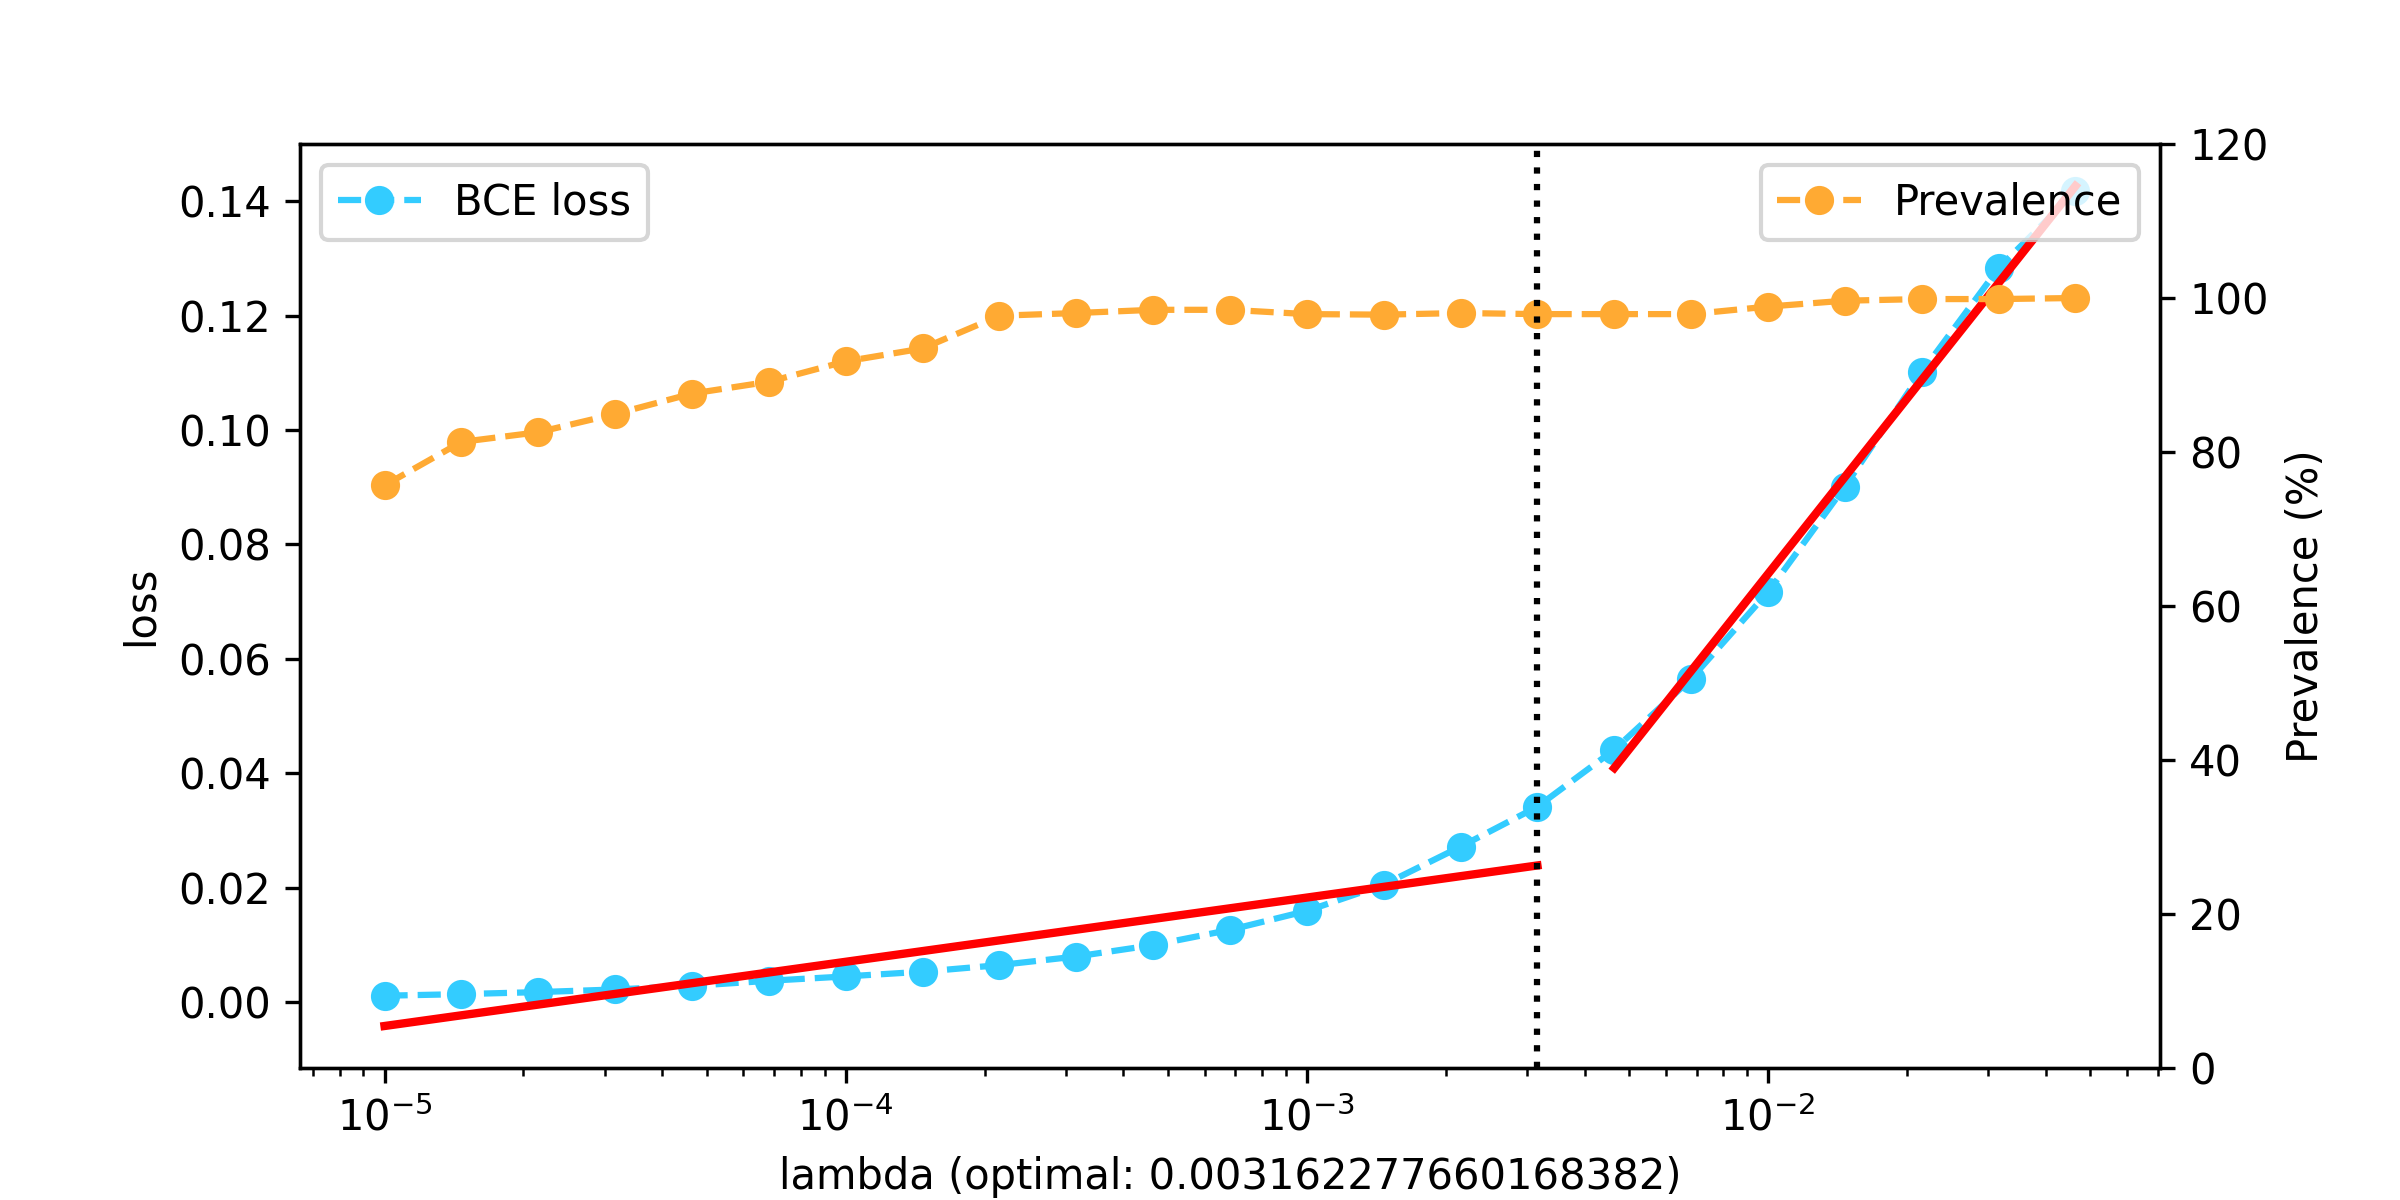 BCE loss
Prevalence
0.14
0.12
0.10
0.08
0.06
0.04
0.02
0.00
loss
120
100
80
60
40
20
0
Prevalence (%)
10⁻⁵ 10⁻⁴ 10⁻³ 10⁻²
lambda (optimal: 0.003162277660168382)